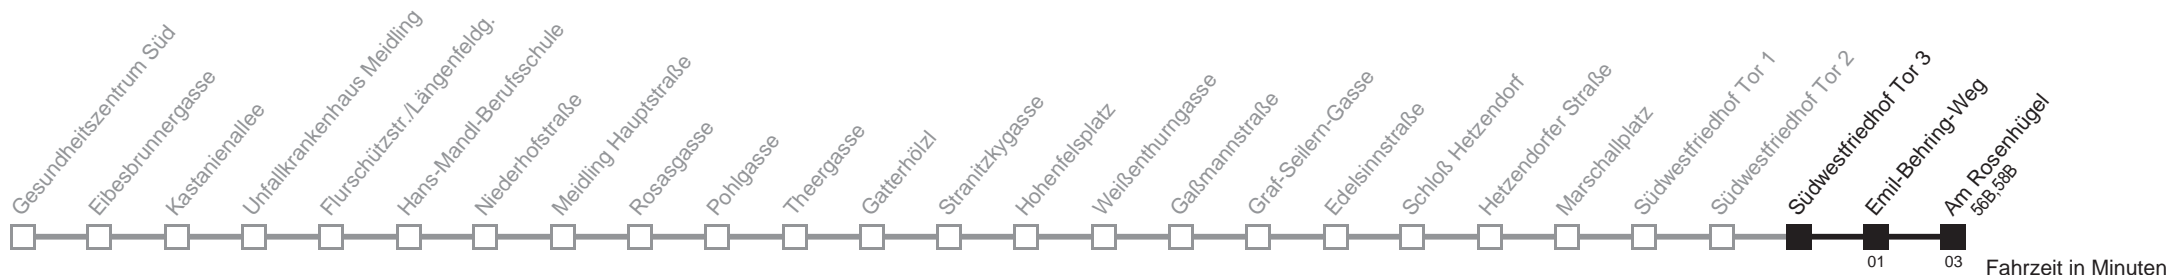 Gesundheitszentrum Süd
Eibesbrunnergasse
Kastanienallee
Unfallkrankenhaus Meidling
Flurschützstr./Längenfeldg.
Hans-Mandl-Berufsschule
Niederhofstraße
Meidling Hauptstraße
Rosasgasse
Pohlgasse
Theergasse
Gatterhölzl
Stranitzkygasse
Hohenfelsplatz
Weißenthurngasse
Gaßmannstraße
Graf-Seilern-Gasse
Edelsinnstraße
Schloß Hetzendorf
Hetzendorfer Straße
Marschallplatz
Südwestfriedhof Tor 1
Südwestfriedhof Tor 2
Südwestfriedhof Tor 3
Emil-Behring-Weg
Am Rosenhügel
56B,58B
01
03
Fahrzeit in Minuten